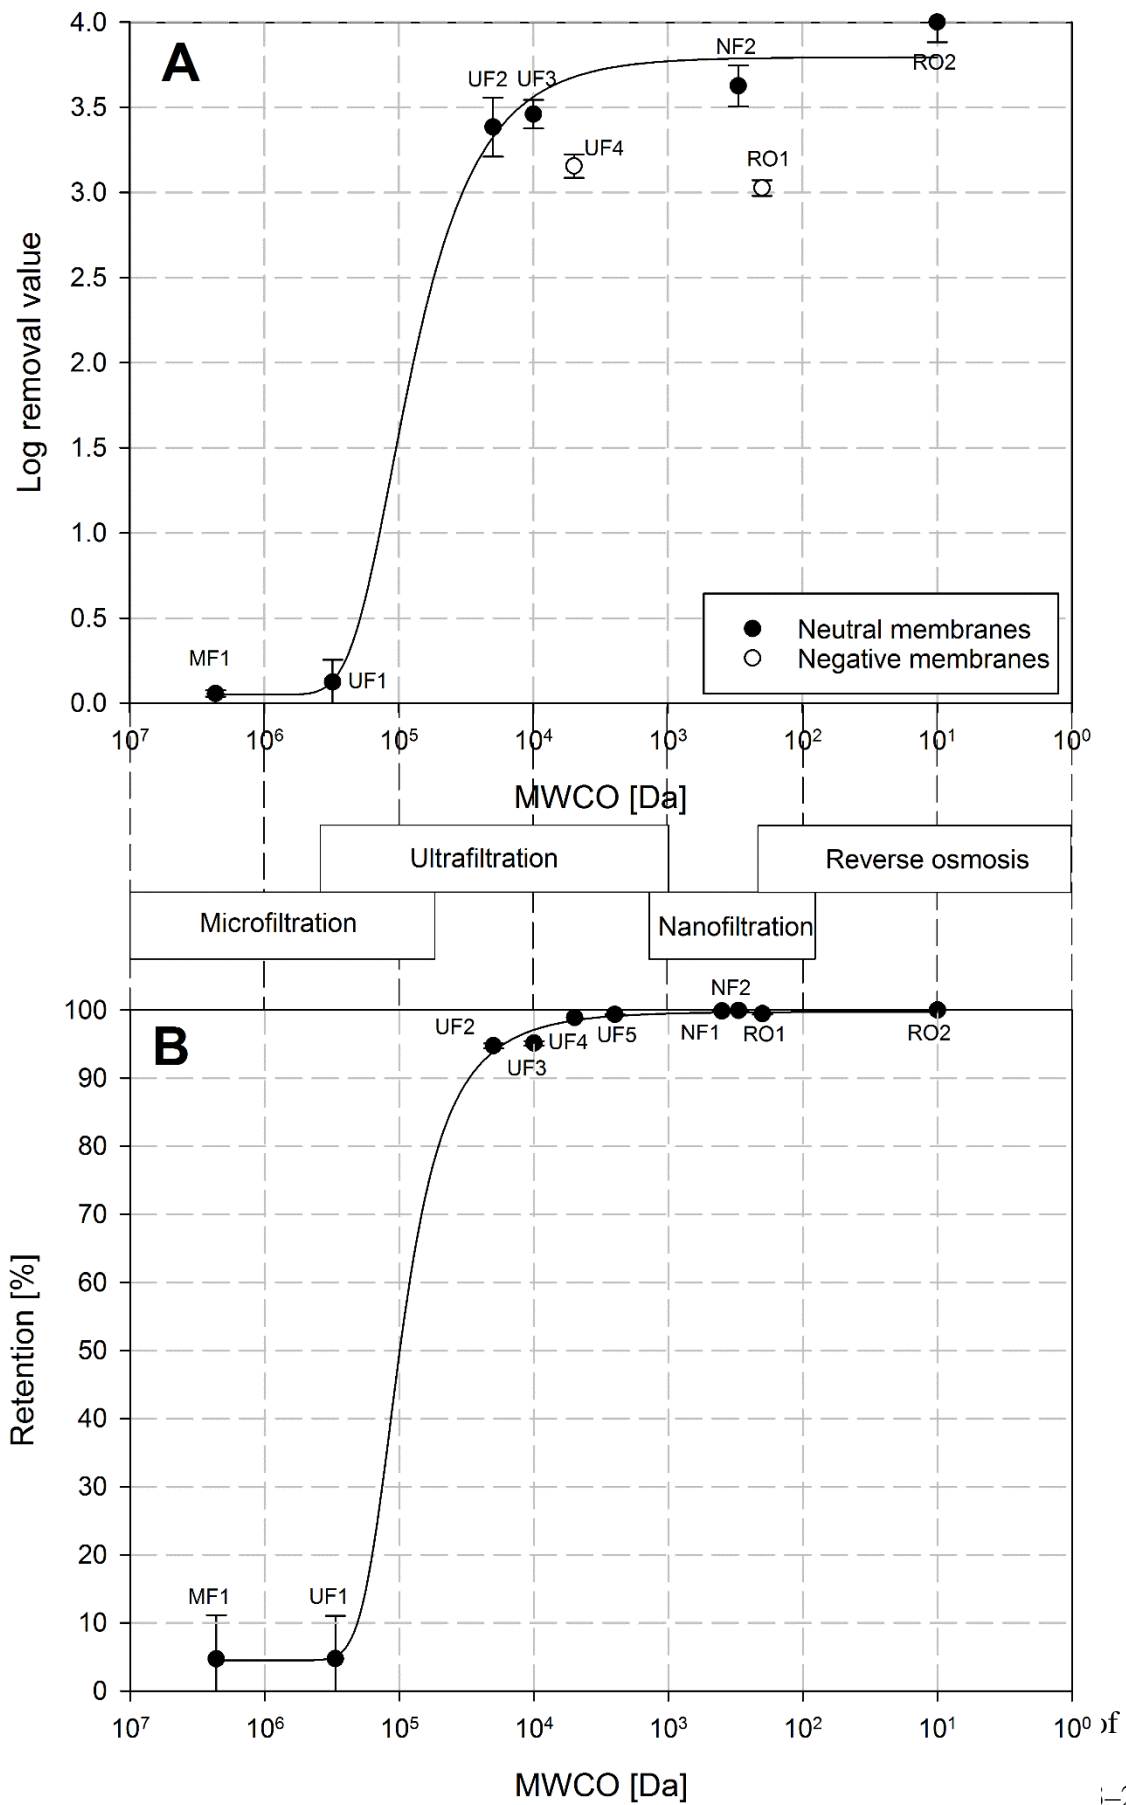 4.0
A
NF2
RO2
3.5
UF2 UF3
UF4
RO1
3.0
2.5
2.0
1.5
1.0
0.5
0.0
Log removal value
Neutral membranes
Negative membranes
MF1
UF1
10⁷ 10⁶ 10⁵ 10⁴ 10³ 10² 10¹ 10⁰
MWCO [Da]
Ultrafiltration
Reverse osmosis
Microfiltration
Nanofiltration
100
B
NF2
UF2
UF3
UF4 UF5
NF1 RO1
RO2
90
80
70
60
50
40
30
20
10
0
Retention [%]
MF1 UF1
10⁷ 10⁶ 10⁵ 10⁴ 10³ 10² 10¹ 10⁰
of
MWCO [Da]